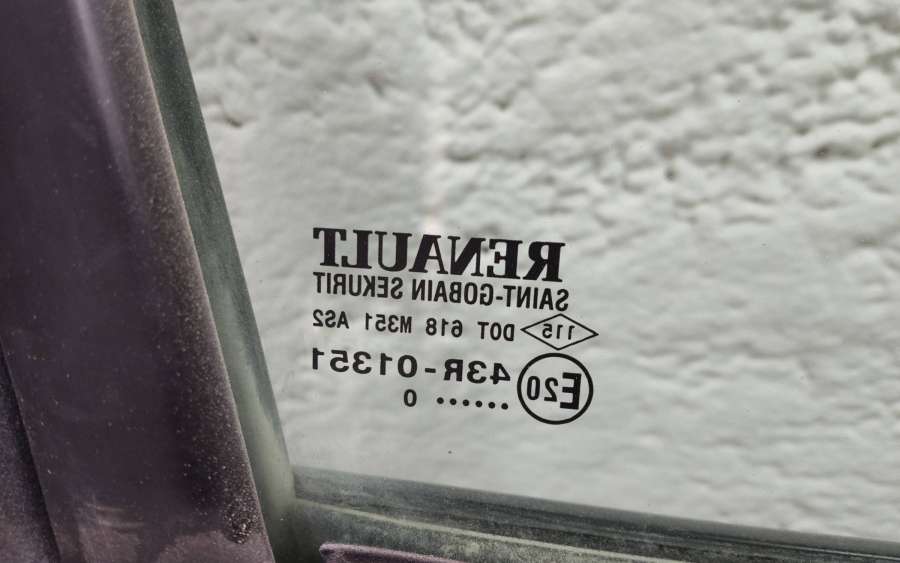 RENAULT
SAINT-GOBAIN SEKURIT
115 DOT 618 M351 AS2
E20 43R-01351
...... 0